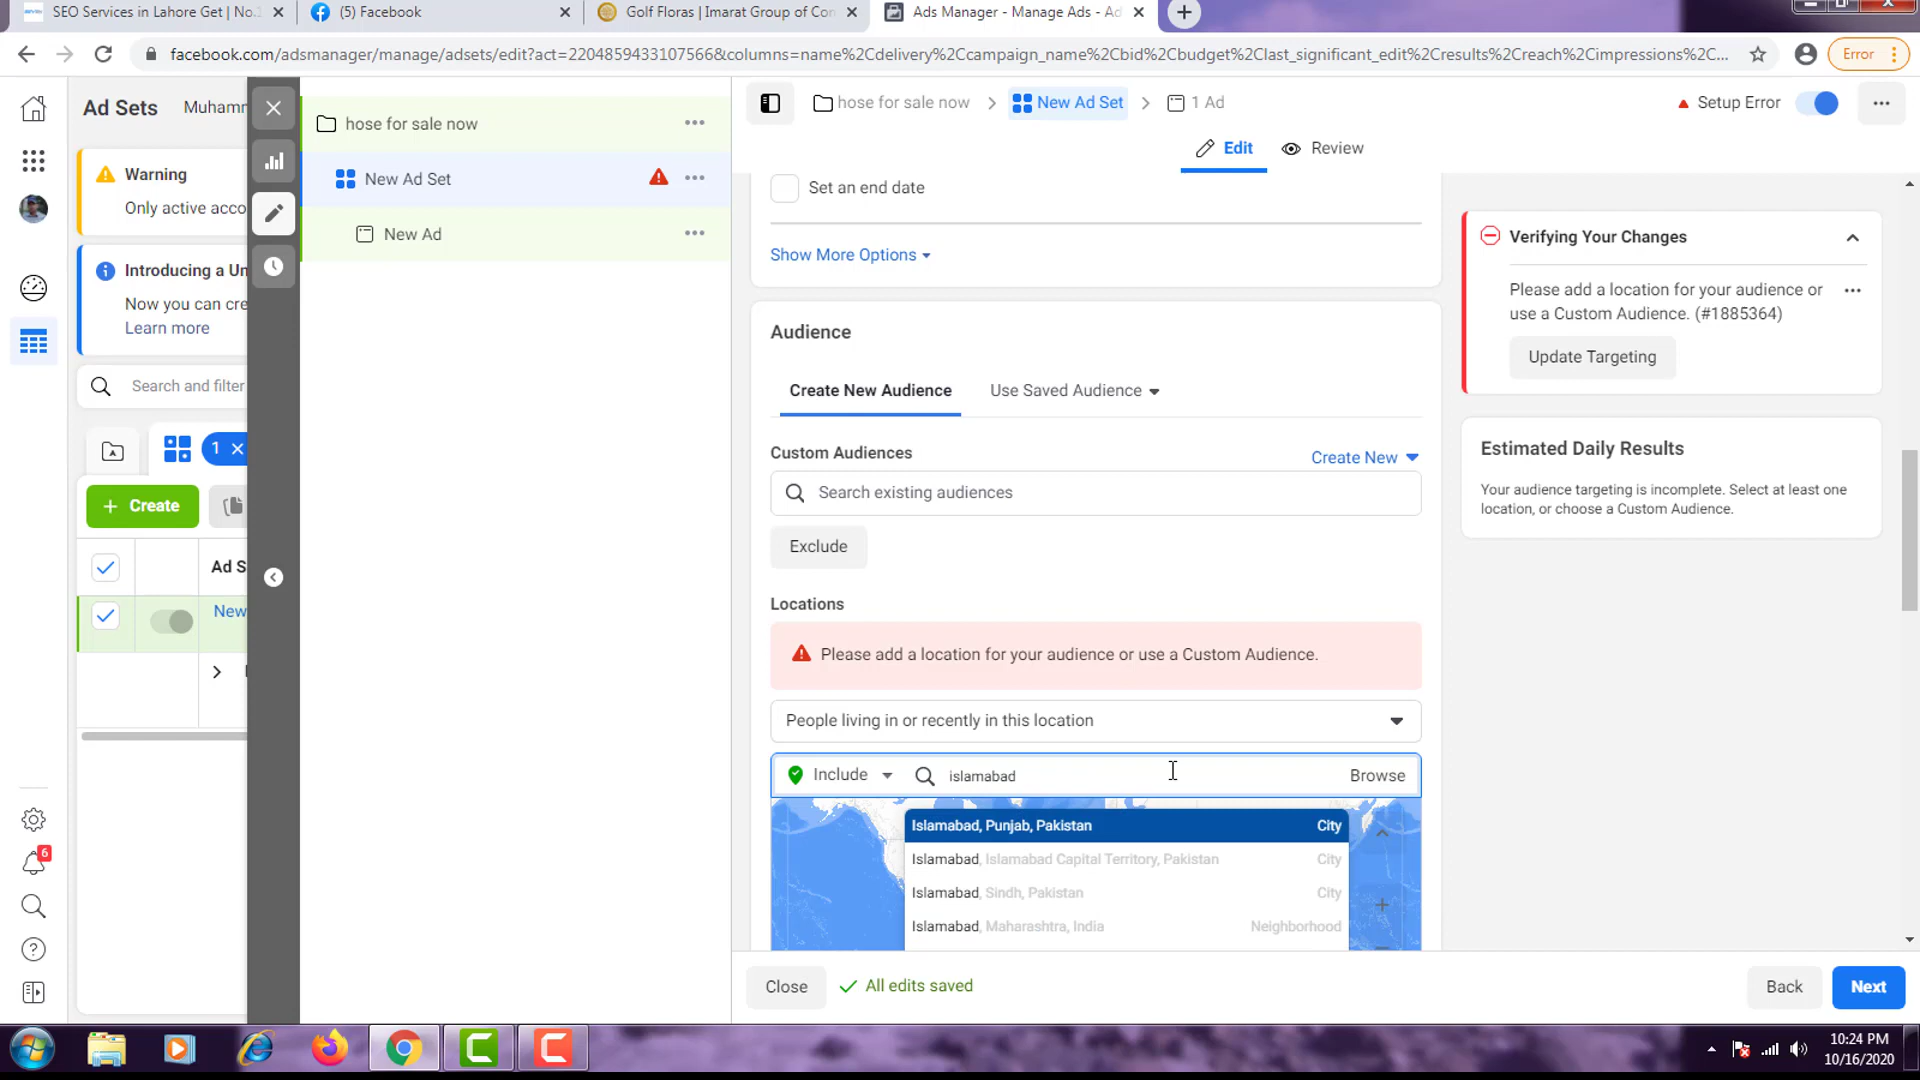 SEO Services in Lahore Get | No.1
(5) Facebook
Golf Floras | Imarat Group of Con
Ads Manager - Manage Ads - Ad
facebook.com/adsmanager/manage/adsets/edit?act=2204859433107566&columns=name%2Cdelivery%2Ccampaign_name%2Cbid%2Cbudget%2Clast_significant_edit%2Cresults%2Creach%2Cimpressions%2C...
Error
Ad Sets
Muhamm
Warning
Only active acco
Introducing a Un
Now you can cre
Learn more
Search and filter
1
Create
Ad S
New
6
hose for sale now
New Ad Set
New Ad
hose for sale now
New Ad Set
1 Ad
Setup Error
Edit
Review
Set an end date
Show More Options
Audience
Create New Audience
Use Saved Audience
Custom Audiences
Create New
Search existing audiences
Exclude
Locations
Please add a location for your audience or use a Custom Audience.
People living in or recently in this location
Include
islamabad
Browse
Islamabad, Punjab, Pakistan City
Islamabad, Islamabad Capital Territory, Pakistan City
Islamabad, Sindh, Pakistan City
Islamabad, Maharashtra, India Neighborhood
Verifying Your Changes
Please add a location for your audience or
use a Custom Audience. (#1885364)
Update Targeting
Estimated Daily Results
Your audience targeting is incomplete. Select at least one
location, or choose a Custom Audience.
Close
All edits saved
Back
Next
10:24 PM
10/16/2020